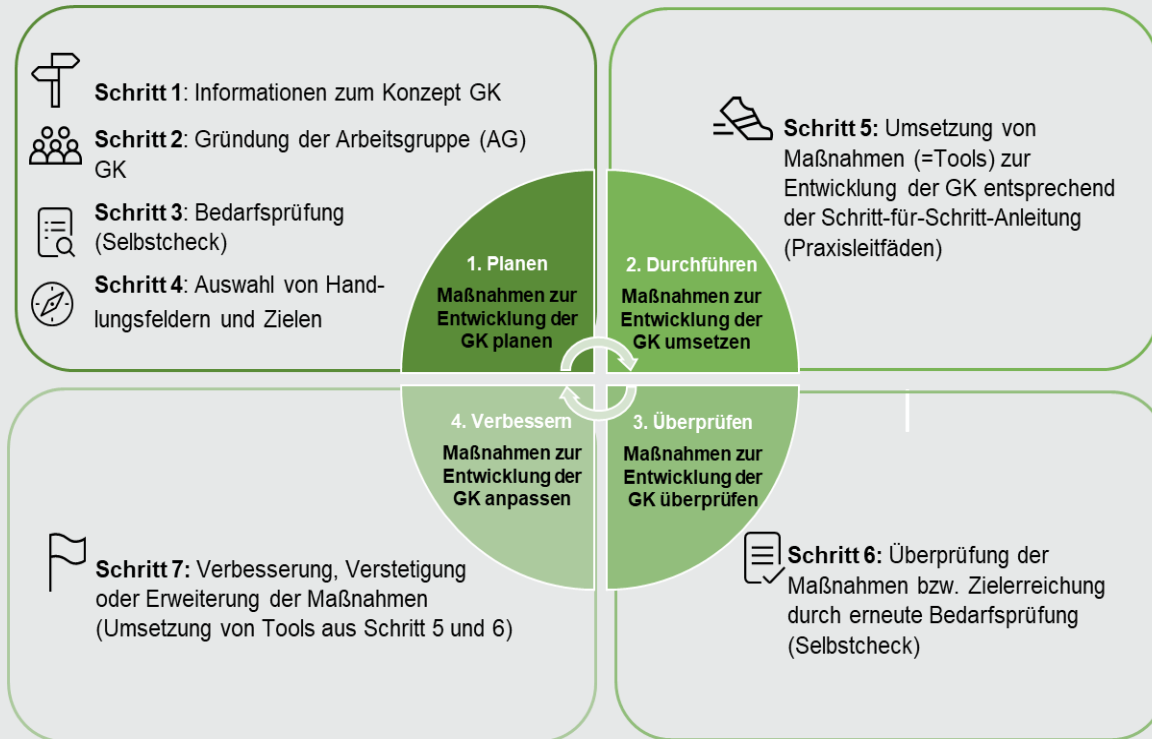 Schritt 1: Informationen zum Konzept GK
Schritt 2: Gründung der Arbeitsgruppe (AG)
GK
Schritt 3: Bedarfsprüfung
(Selbstcheck)
Schritt 4: Auswahl von Hand-
lungsfeldern und Zielen
Schritt 5: Umsetzung von
Maßnahmen (=Tools) zur
Entwicklung der GK entsprechend
der Schritt-für-Schritt-Anleitung
(Praxisleitfäden)
1. Planen
Maßnahmen zur
Entwicklung der
GK planen
2. Durchführen
Maßnahmen zur
Entwicklung der
GK umsetzen
4. Verbessern
Maßnahmen zur
Entwicklung der
GK anpassen
3. Überprüfen
Maßnahmen zur
Entwicklung der
GK überprüfen
Schritt 7: Verbesserung, Verstetigung
oder Erweiterung der Maßnahmen
(Umsetzung von Tools aus Schritt 5 und 6)
Schritt 6: Überprüfung der
Maßnahmen bzw. Zielerreichung
durch erneute Bedarfsprüfung
(Selbstcheck)